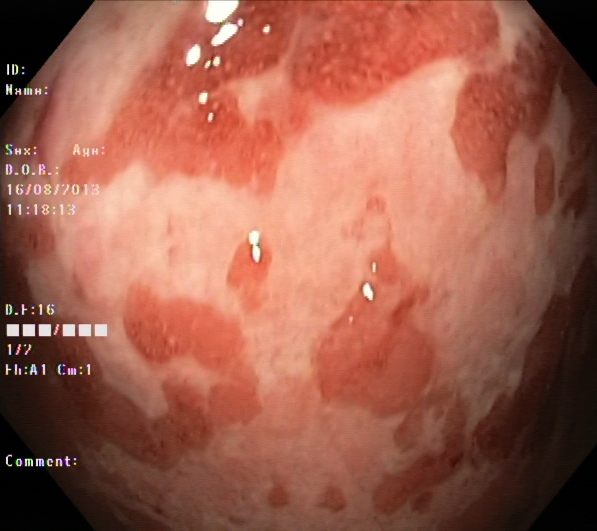 ID:
Name:
Sex: Age:
D.O.B.:
16/08/2013
11:18:13
D.F:16
■■■/■■■
1/2
Eh:A1 Cm:1
Comment: